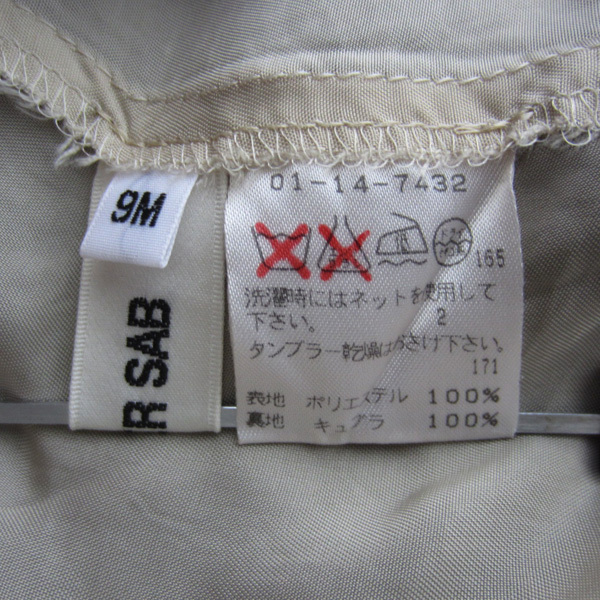 9M
R SAB
01-14-7432
165
洗濯時にはネットを使用して
下さい。 2
タンブラー乾燥はおさけ下さい。
171
表地 ポリエステル 100%
裏地 キュプラ 100%